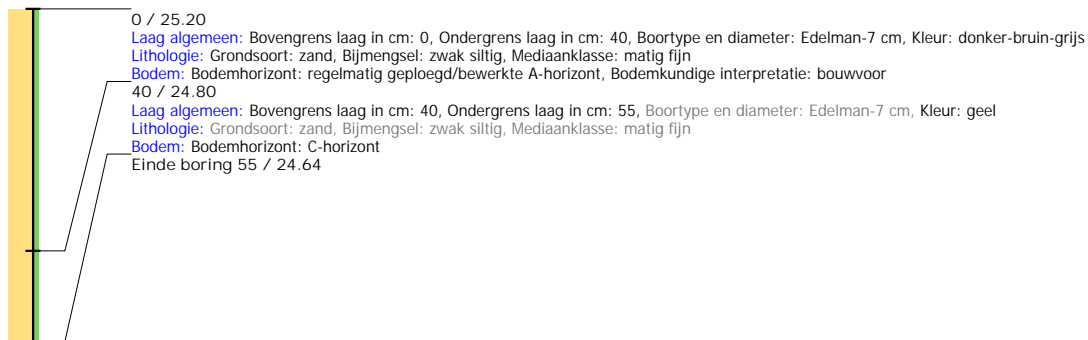 0 / 25.20
Laag algemeen: Bovengrens laag in cm: 0, Ondergrens laag in cm: 40, Boortype en diameter: Edelman-7 cm, Kleur: donker-bruin-grijs
Lithologie: Grondsoort: zand, Bijmengsel: zwak siltig, Mediaanklasse: matig fijn
Bodem: Bodemhorizont: regelmatig geploegd/bewerkte A-horizont, Bodemkundige interpretatie: bouwvoor
40 / 24.80
Laag algemeen: Bovengrens laag in cm: 40, Ondergrens laag in cm: 55, Boortype en diameter: Edelman-7 cm, Kleur: geel
Lithologie: Grondsoort: zand, Bijmengsel: zwak siltig, Mediaanklasse: matig fijn
Bodem: Bodemhorizont: C-horizont
Einde boring 55 / 24.64